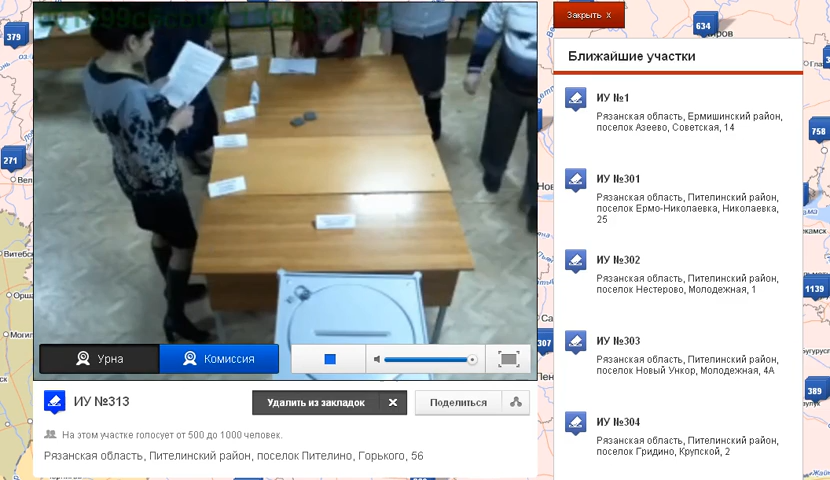 Закрыть X
379
634
киров
758
271
Витебск
Орша
Могил
307
1139
389
Урна
Комиссия
ИУ №313
Удалить из закладок X
Поделиться
На этом участке голосует от 500 до 1000 человек.
Рязанская область, Пителинский район, поселок Пителино, Горького, 56
Ближайшие участки
ИУ №1
Рязанская область, Ермишинский район,
поселок Азеево, Советская, 14
ИУ №301
Рязанская область, Пителинский район,
поселок Ермо-Николаевка, Николаевка,
25
ИУ №302
Рязанская область, Пителинский район,
поселок Нестерово, Молодежная, 1
ИУ №303
Рязанская область, Пителинский район,
поселок Новый Ункор, Молодежная, 4А
ИУ №304
Рязанская область, Пителинский район,
поселок Гридино, Крупской, 2